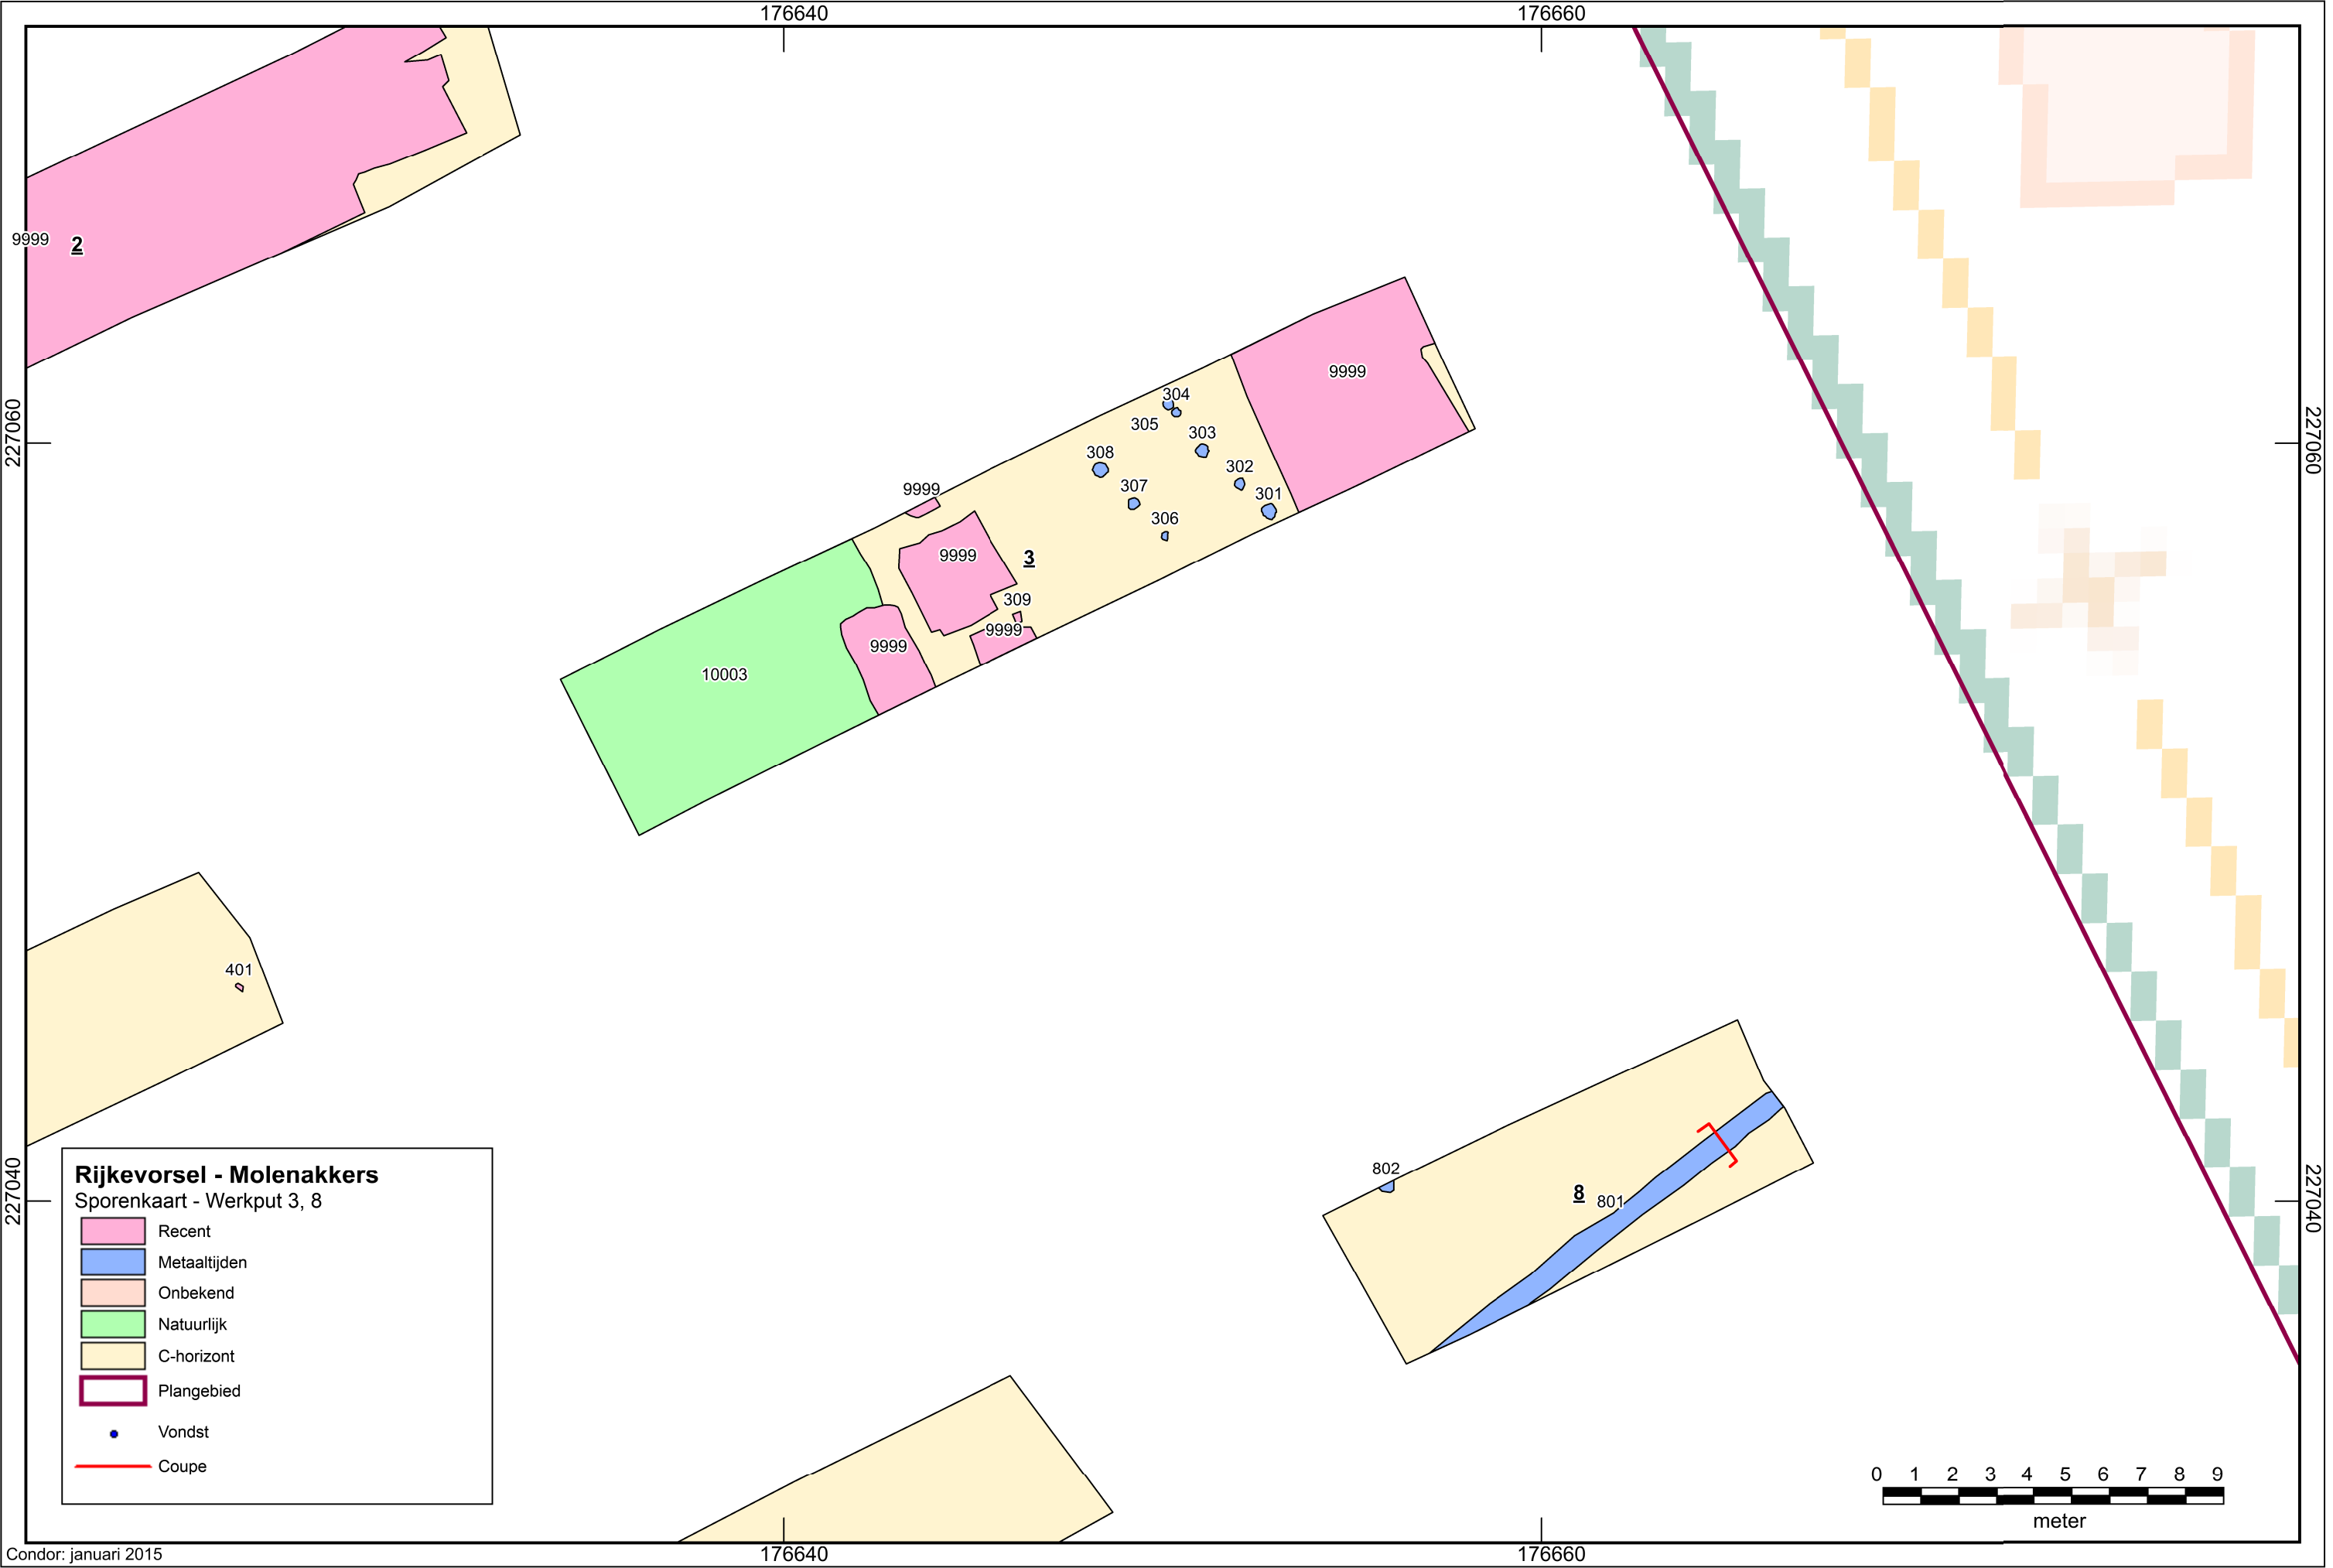 176640
176660
9999
2
227060
227060
9999
304
305
303
308
302
307
301
9999
306
9999
3
309
9999
9999
10003
401
802
8
801
227040
227040
Rijkevorsel - Molenakkers
Sporenkaart - Werkput 3, 8
Recent
Metaaltijden
Onbekend
Natuurlijk
C-horizont
Plangebied
Vondst
Coupe
0 1 2 3 4 5 6 7 8 9
meter
176640
176660
Condor: januari 2015